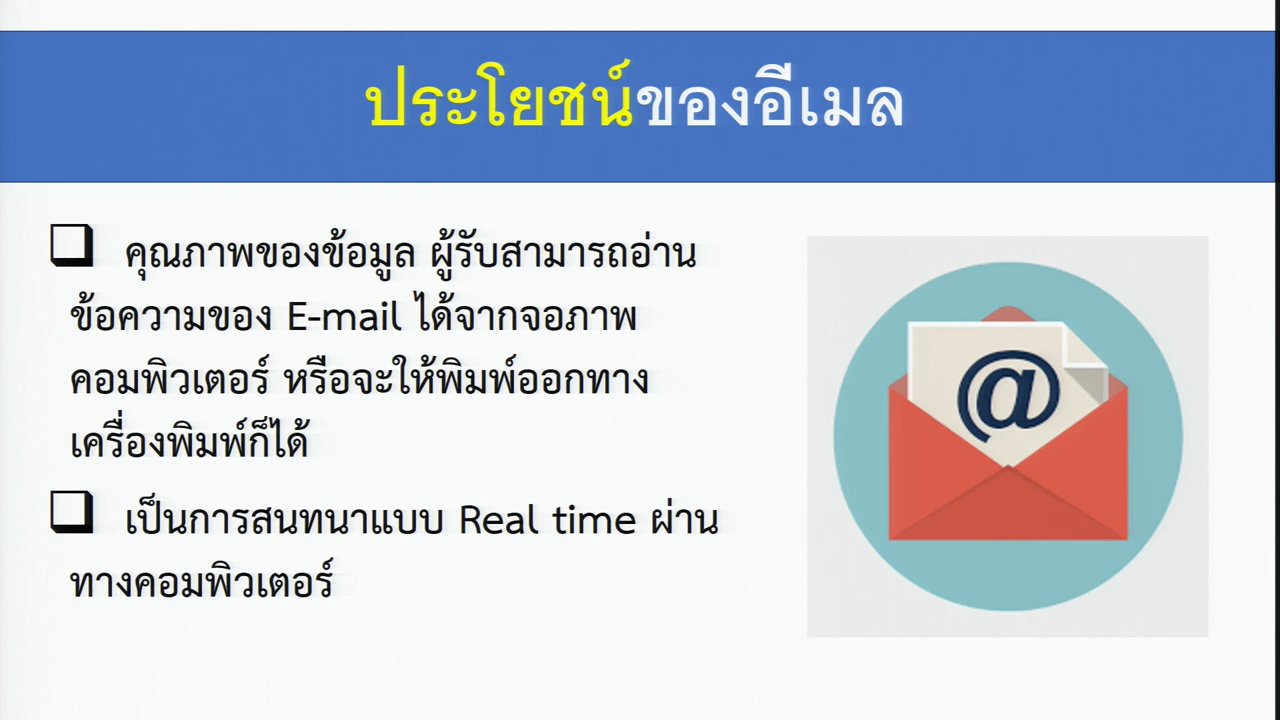 ประโยชน์ของอีเมล
คุณภาพของข้อมูล ผู้รับสามารถอ่าน
ข้อความของ E-mail ได้จากจอภาพ
คอมพิวเตอร์ หรือจะให้พิมพ์ออกทาง
เครื่องพิมพ์ก็ได้
เป็นการสนทนาแบบ Real time ผ่าน
ทางคอมพิวเตอร์
@